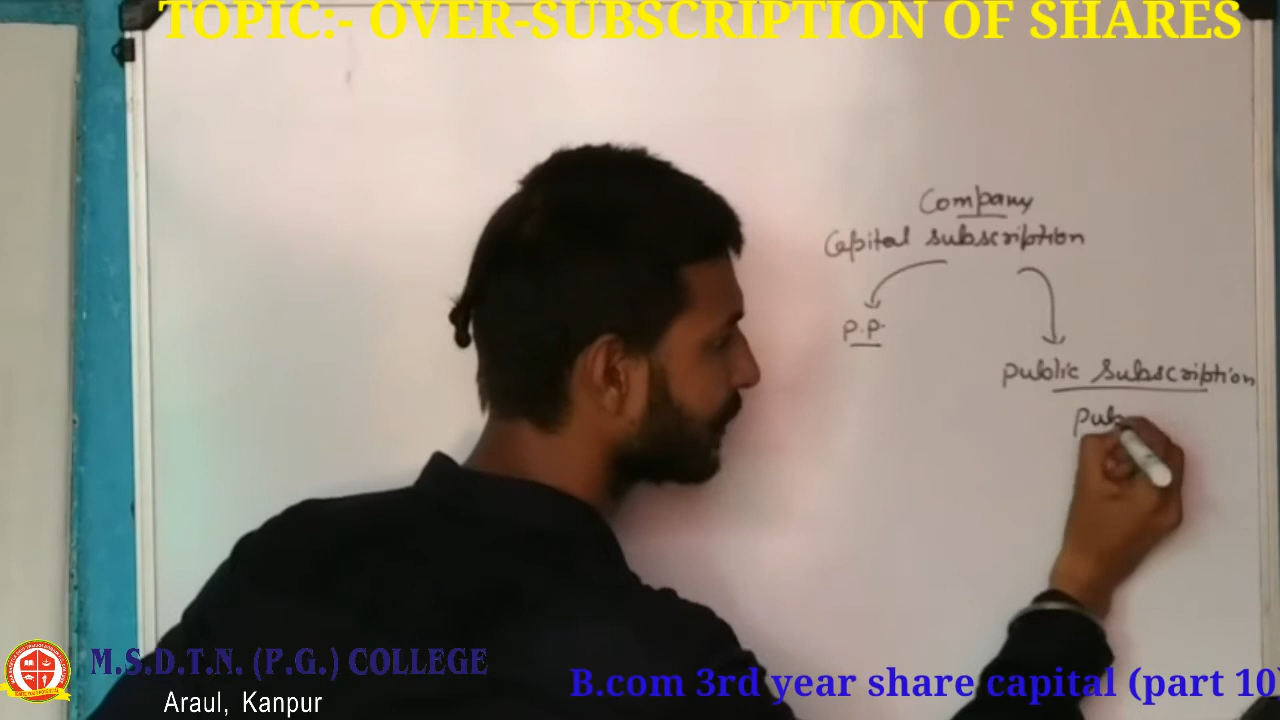 TOPIC:- OVER-SUBSCRIPTION OF SHARES
Company
Capital subscription
P.P.
public subscription
pub
M.S.D.T.N. (P.G.) COLLEGE
Araul, Kanpur
B.com 3rd year share capital (part 10)